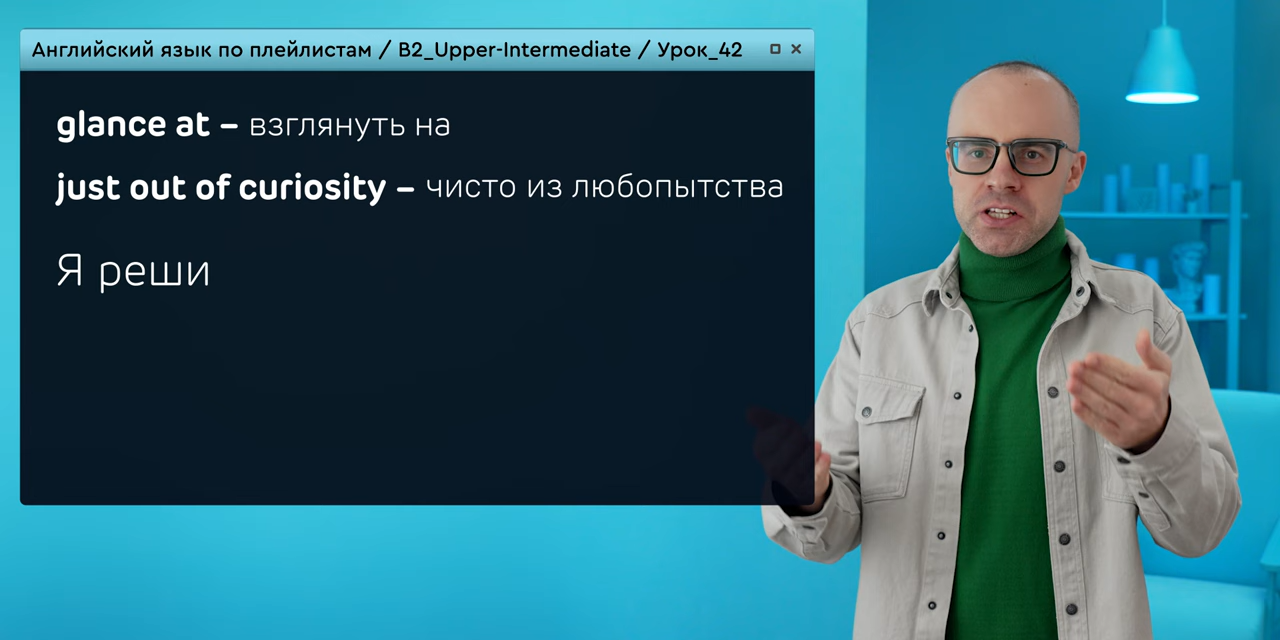 Английский язык по плейлистам / B2_Upper-Intermediate / Урок_42
glance at – взглянуть на
just out of curiosity – чисто из любопытства
Я реши